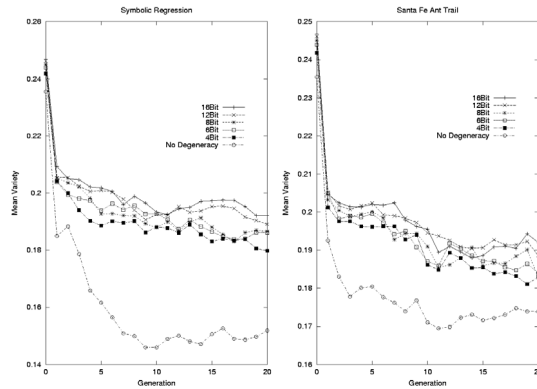 Symbolic Regression
0.26
0.24
0.22
0.2
0.18
0.16
0.14
Mean Variety
16Bit
12Bit
8Bit
6Bit
4Bit
No Degeneracy
0 5 10 15 20
Generation
Santa Fe Ant Trail
0.25
0.24
0.23
0.22
0.21
0.2
0.19
0.18
0.17
0.16
Mean Variety
16Bit
12Bit
8Bit
6Bit
4Bit
No Degeneracy
0 5 10 15 20
Generation